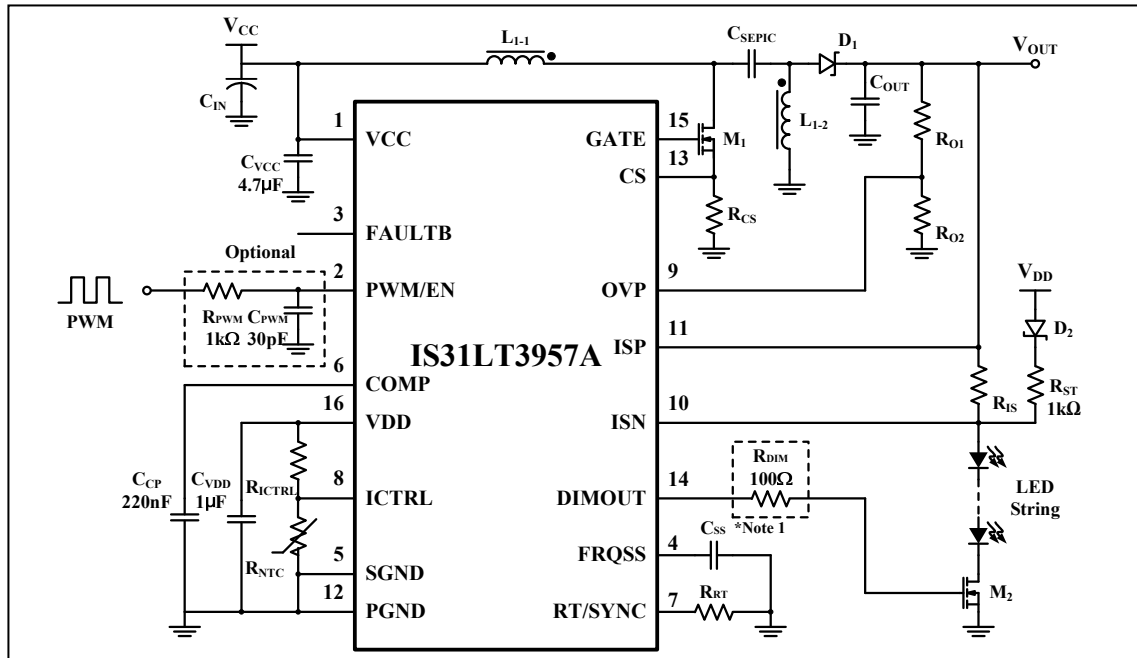 VCC
L1-1
CSEPIC
D1
VOUT
CIN
COUT
1
VCC
GATE
15
M1
L1-2
RO1
CVCC
4.7µF
CS
13
RCS
RO2
3
FAULTB
Optional
PWM
RPWM
1kΩ
CPWM
30pF
2
PWM/EN
OVP
9
VDD
D2
IS31LT3957A
ISP
11
RIS
RST
1kΩ
6
COMP
ISN
10
16
VDD
CCP
220nF
CVDD
1µF
RICTRL
8
ICTRL
DIMOUT
14
RDIM
100Ω
*Note 1
LED
String
RNTC
5
SGND
FRQSS
4
CSS
12
PGND
RT/SYNC
7
RRT
M2